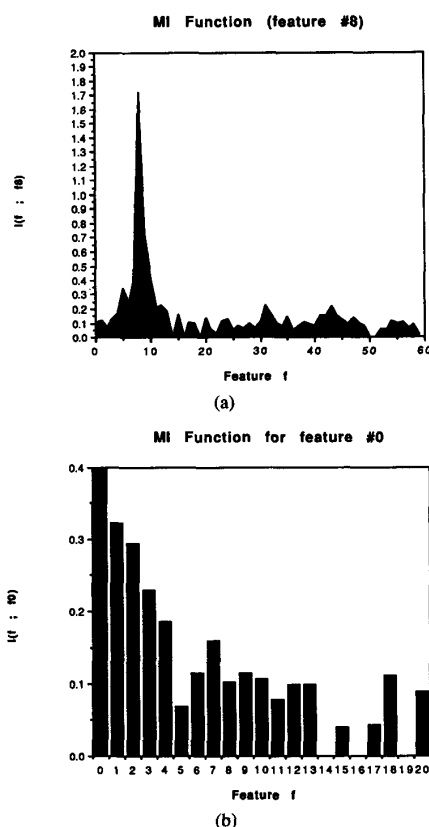 MI Function (feature #8)
I(f ; f8)
2.0
1.9
1.8
1.7
1.6
1.5
1.4
1.3
1.2
1.1
1.0
0.9
0.8
0.7
0.6
0.5
0.4
0.3
0.2
0.1
0.0
0 10 20 30 40 50 60
Feature f
(a)
MI Function for feature #0
I(f ; f0)
0.4
0.3
0.2
0.1
0.0
0 1 2 3 4 5 6 7 8 9 10 11 12 13 14 15 16 17 18 19 20
Feature f
(b)